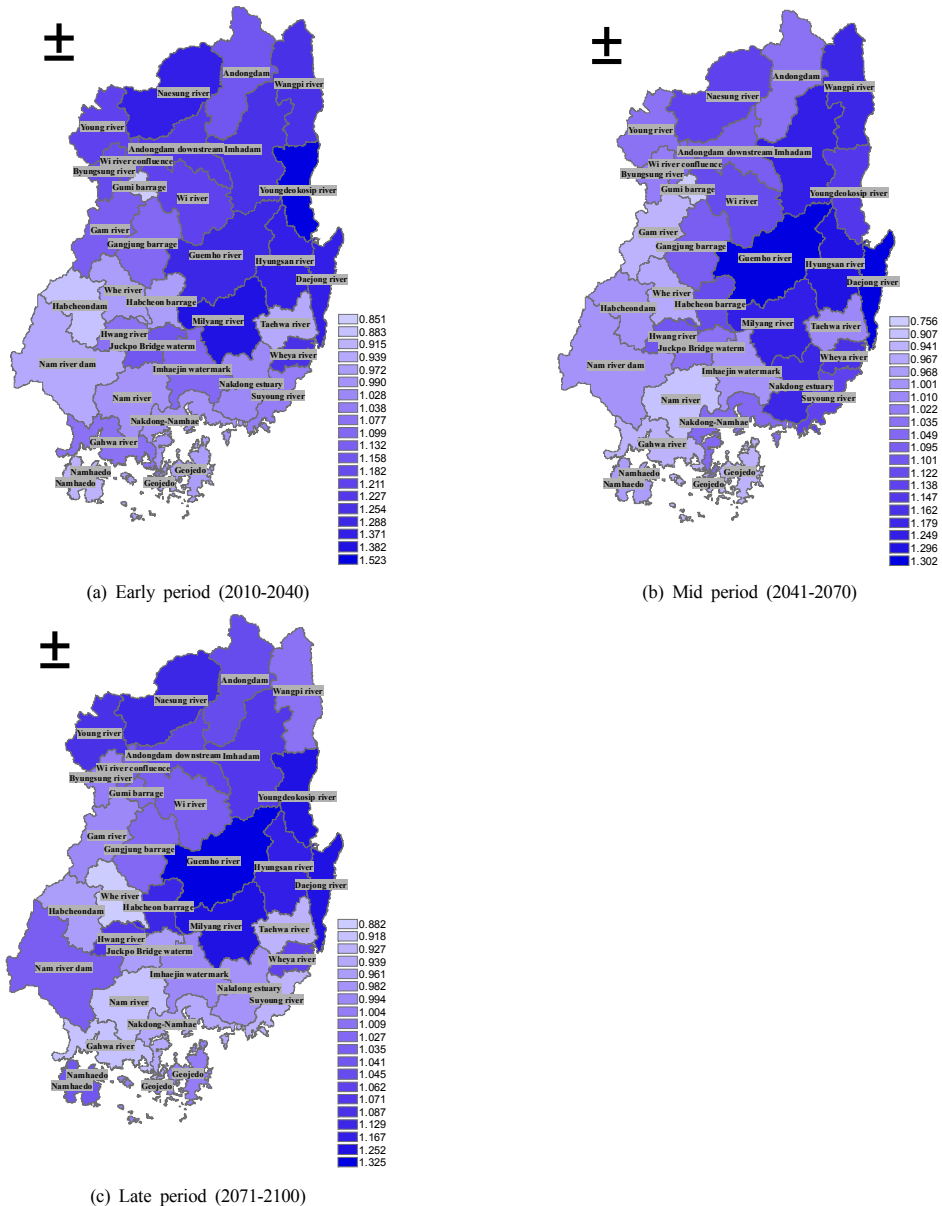 ±
Andongdam
Wangpi river
Naesung river
Young river
Andongdam downstream
Imhadam
Wi river confluence
Byungsung river
Gumi barrage
Wi river
Youngdeokosip river
Gam river
Gangjung barrage
Guemho river
Hyungsan river
Daejong river
Whe river
Habcheondam
Habcheon barrage
Milyang river
Taehwa river
Hwang river
Juckpo Bridge waterm
Wheya river
Nam river dam
Imhaejin watermark
Nakdong estuary
Nam river
Suyoung river
Nakdong-Namhae
Gahwa river
Namhaedo
Geojedo
Namhaedo
Geojedo
0.851
0.883
0.915
0.939
0.972
0.990
1.028
1.038
1.077
1.099
1.132
1.158
1.182
1.211
1.227
1.254
1.288
1.371
1.382
1.523
(a) Early period (2010-2040)
±
Andongdam
Wangpi river
Naesung river
Young river
Andongdam downstream
Imhadam
Wi river confluence
Byungsung river
Gumi barrage
Wi river
Youngdeokosip river
Gam river
Gangjung barrage
Guemho river
Hyungsan river
Daejong river
Whe river
Habcheondam
Habcheon barrage
Milyang river
Taehwa river
Hwang river
Juckpo Bridge waterm
Wheya river
Nam river dam
Imhaejin watermark
Nakdong estuary
Nam river
Suyoung river
Nakdong-Namhae
Gahwa river
Namhaedo
Geojedo
Namhaedo
Geojedo
0.756
0.907
0.941
0.967
0.968
1.001
1.010
1.022
1.035
1.049
1.095
1.101
1.122
1.138
1.147
1.162
1.179
1.249
1.296
1.302
(b) Mid period (2041-2070)
±
Andongdam
Wangpi river
Naesung river
Young river
Andongdam downstream
Imhadam
Wi river confluence
Byungsung river
Gumi barrage
Wi river
Youngdeokosip river
Gam river
Gangjung barrage
Guemho river
Hyungsan river
Daejong river
Whe river
Habcheondam
Habcheon barrage
Milyang river
Taehwa river
Hwang river
Juckpo Bridge waterm
Wheya river
Nam river dam
Imhaejin watermark
Nakdong estuary
Nam river
Suyoung river
Nakdong-Namhae
Gahwa river
Namhaedo
Geojedo
Namhaedo
Geojedo
0.882
0.918
0.927
0.939
0.961
0.982
0.994
1.004
1.009
1.027
1.035
1.041
1.045
1.062
1.071
1.087
1.129
1.167
1.252
1.325
(c) Late period (2071-2100)